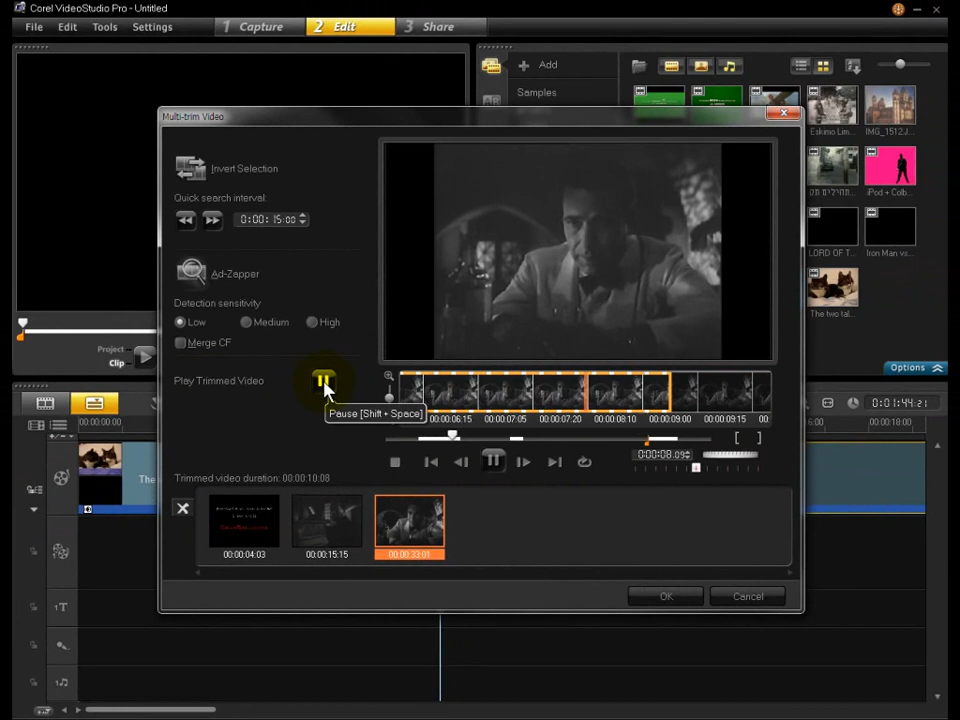 Corel VideoStudio Pro - Untitled
File Edit Tools Settings 1 Capture 2 Edit 3 Share
Add
Samples
Multi-trim Video
Eskimo Lim... IMG_1512J...
Invert Selection
Quick search interval:
0:00: 15:00
iPod + Colb...
LORD OF T... Iron Man vs...
Ad-Zapper
Detection sensitivity
Low Medium High
The two tal...
Merge CF
Project
Clip
Options
Play Trimmed Video
Pause [Shift + Space]
00:00:00:00
00:00:06:15 00:00:07:05 00:00:07:20 00:00:08:10 00:00:09:00 00:00:09:15 00:
0:01:44:21
00:00:18:00
[ ]
0:00:08.09
The
Trimmed video duration: 00:00:10:08
00:00:04:03 00:00:15:15 00:00:33:01
OK Cancel
1T